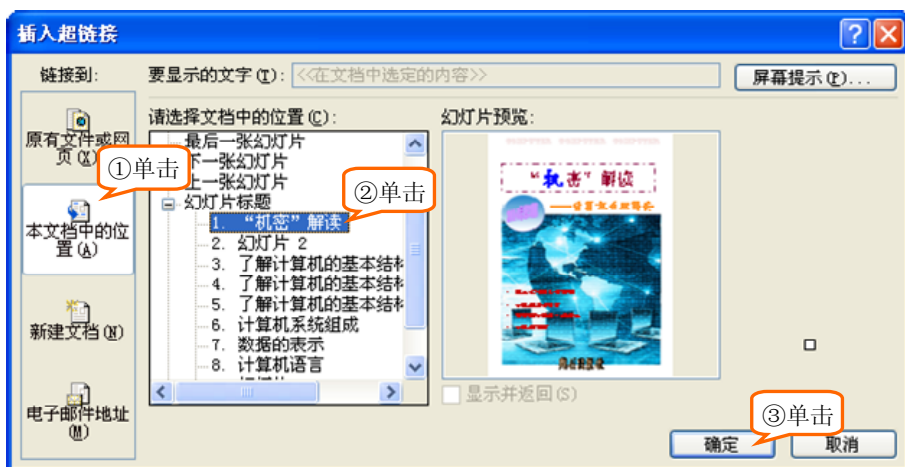 插入超链接
链接到:
要显示的文字(T): <<在文档中选定的内容>>
屏幕提示(P)...
原有文件或网
页(X)
①单击
本文档中的位
置(A)
新建文档(N)
电子邮件地址
(M)
请选择文档中的位置(C):
最后一张幻灯片
下一张幻灯片
上一张幻灯片
②单击
幻灯片标题
1. “机密”解读
2. 幻灯片 2
3. 了解计算机的基本结构
4. 了解计算机的基本结构
5. 了解计算机的基本结构
6. 计算机系统组成
7. 数据的表示
8. 计算机语言
幻灯片预览:
“机密”解读
显示并返回(S)
③单击
确定
取消